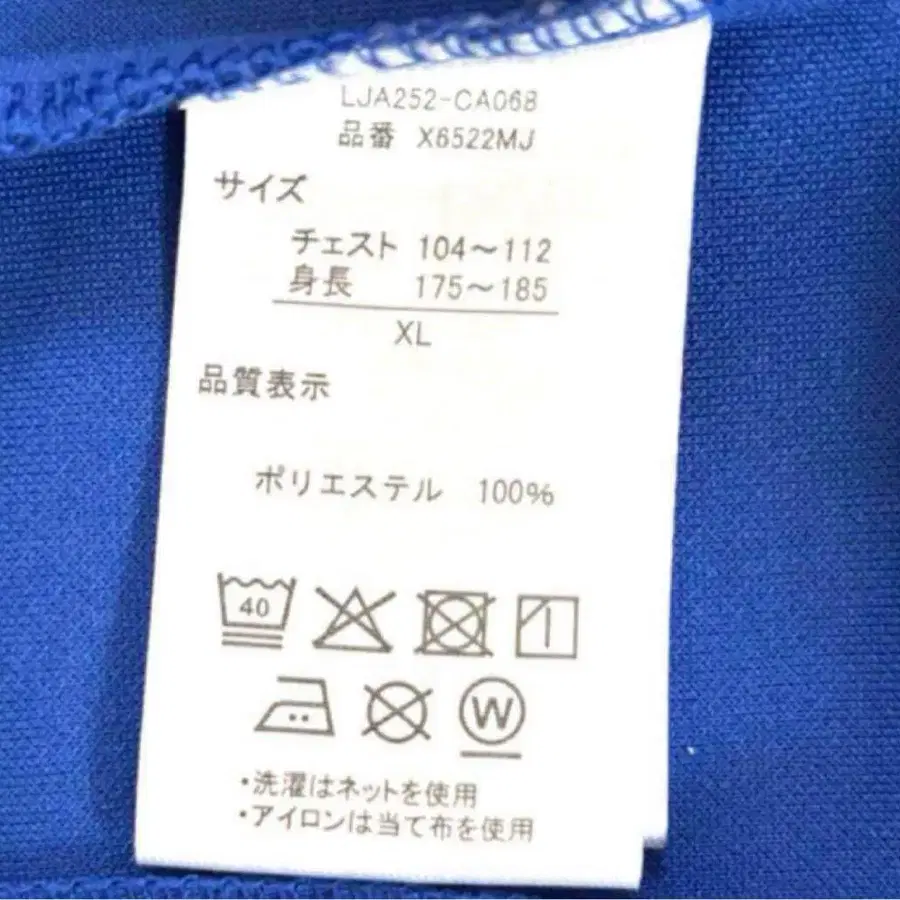 LJA252-CA068
品番 X6522MJ
サイズ
チェスト 104～112
身長 175～185
XL
品質表示
ポリエステル 100%
40
W
・洗濯はネットを使用
・アイロンは当て布を使用